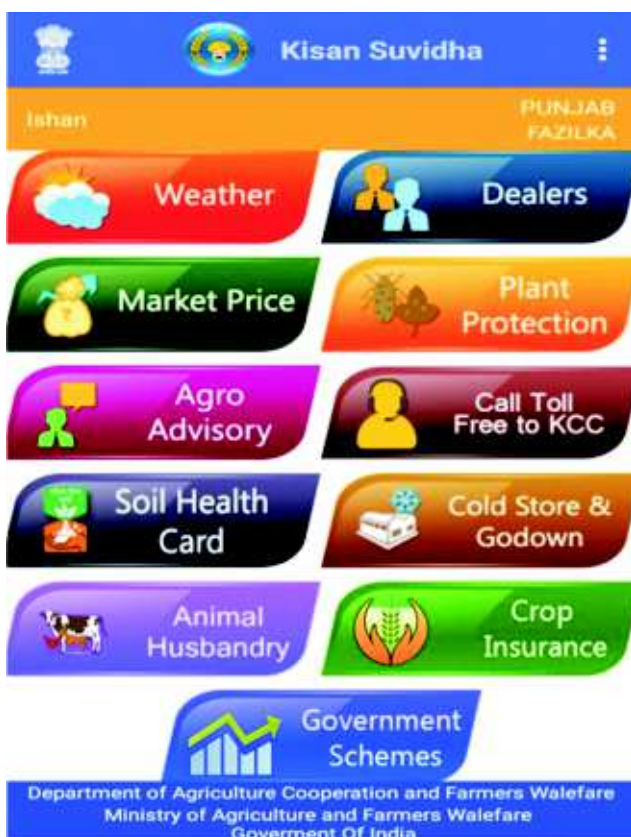 Kisan Suvidha
Ishan
PUNJAB
FAZILKA
Weather
Dealers
Market Price
Plant
Protection
Agro
Advisory
Call Toll
Free to KCC
Soil Health
Card
Cold Store &
Godown
Animal
Husbandry
Crop
Insurance
Government
Schemes
Department of Agriculture Cooperation and Farmers Walefare
Ministry of Agriculture and Farmers Walefare
Goverment Of India